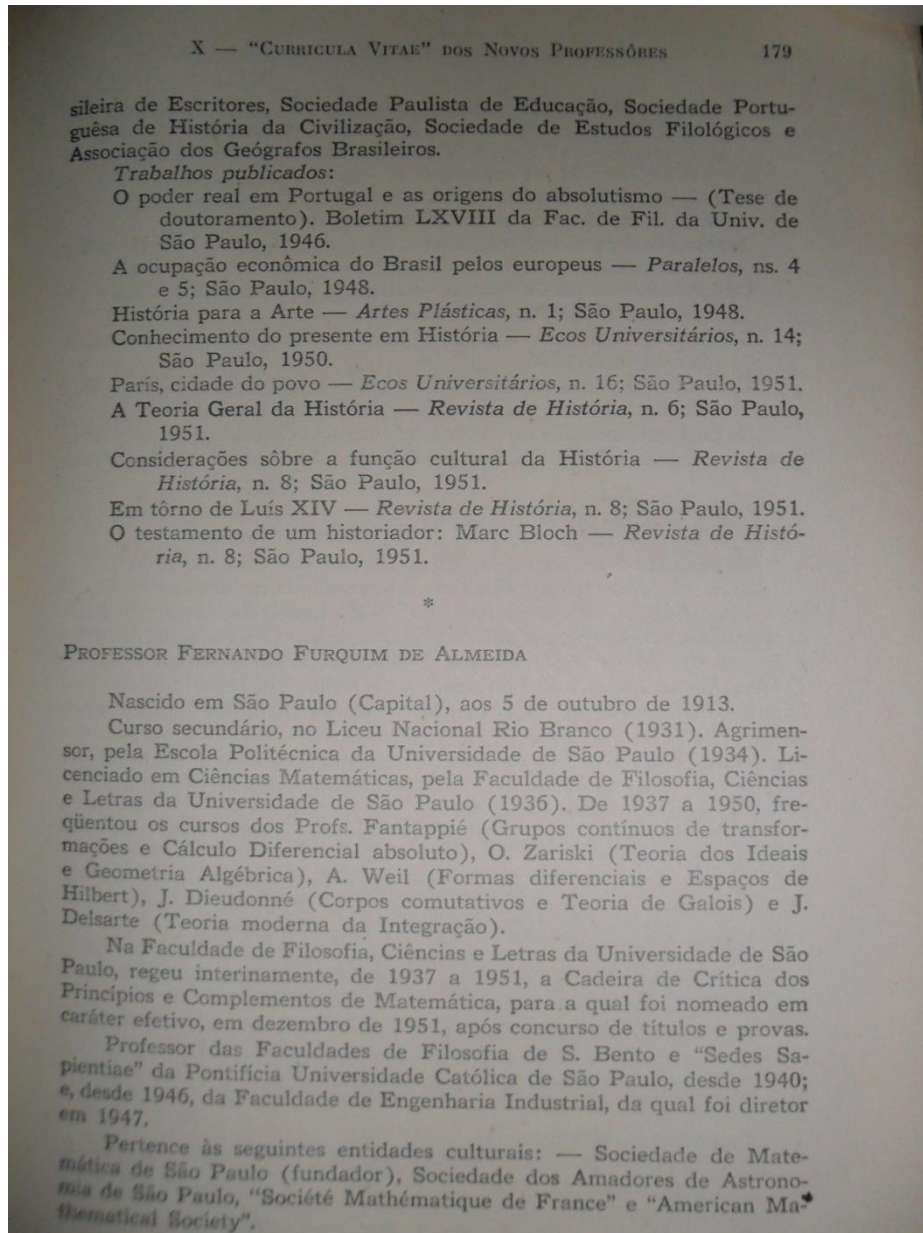 X — “CURRICULA VITAE” DOS NOVOS PROFESSÔRES 179
sileira de Escritores, Sociedade Paulista de Educação, Sociedade Portu-
guêsa de História da Civilização, Sociedade de Estudos Filológicos e
Associação dos Geógrafos Brasileiros.
Trabalhos publicados:
O poder real em Portugal e as origens do absolutismo — (Tese de
doutoramento). Boletim LXVIII da Fac. de Fil. da Univ. de
São Paulo, 1946.
A ocupação econômica do Brasil pelos europeus — Paralelos, ns. 4
e 5; São Paulo, 1948.
História para a Arte — Artes Plásticas, n. 1; São Paulo, 1948.
Conhecimento do presente em História — Ecos Universitários, n. 14;
São Paulo, 1950.
París, cidade do povo — Ecos Universitários, n. 16; São Paulo, 1951.
A Teoria Geral da História — Revista de História, n. 6; São Paulo,
1951.
Considerações sôbre a função cultural da História — Revista de
História, n. 8; São Paulo, 1951.
Em tôrno de Luís XIV — Revista de História, n. 8; São Paulo, 1951.
O testamento de um historiador: Marc Bloch — Revista de Histó-
ria, n. 8; São Paulo, 1951.
*
PROFESSOR FERNANDO FURQUIM DE ALMEIDA
Nascido em São Paulo (Capital), aos 5 de outubro de 1913.
Curso secundário, no Liceu Nacional Rio Branco (1931). Agrimen-
sor, pela Escola Politécnica da Universidade de São Paulo (1934). Li-
cenciado em Ciências Matemáticas, pela Faculdade de Filosofia, Ciências
e Letras da Universidade de São Paulo (1936). De 1937 a 1950, fre-
qüentou os cursos dos Profs. Fantappié (Grupos contínuos de transfor-
mações e Cálculo Diferencial absoluto), O. Zariski (Teoria dos Ideais
e Geometria Algébrica), A. Weil (Formas diferenciais e Espaços de
Hilbert), J. Dieudonné (Corpos comutativos e Teoria de Galois) e J.
Delsarte (Teoria moderna da Integração).
Na Faculdade de Filosofia, Ciências e Letras da Universidade de São
Paulo, regeu interinamente, de 1937 a 1951, a Cadeira de Crítica dos
Princípios e Complementos de Matemática, para a qual foi nomeado em
caráter efetivo, em dezembro de 1951, após concurso de títulos e provas.
Professor das Faculdades de Filosofia de S. Bento e “Sedes Sa-
pientiae” da Pontifícia Universidade Católica de São Paulo, desde 1940;
e, desde 1946, da Faculdade de Engenharia Industrial, da qual foi diretor
em 1947.
Pertence às seguintes entidades culturais: — Sociedade de Mate-
mática de São Paulo (fundador), Sociedade dos Amadores de Astrono-
mia de São Paulo, “Société Mathématique de France” e “American Ma-
thematical Society”.